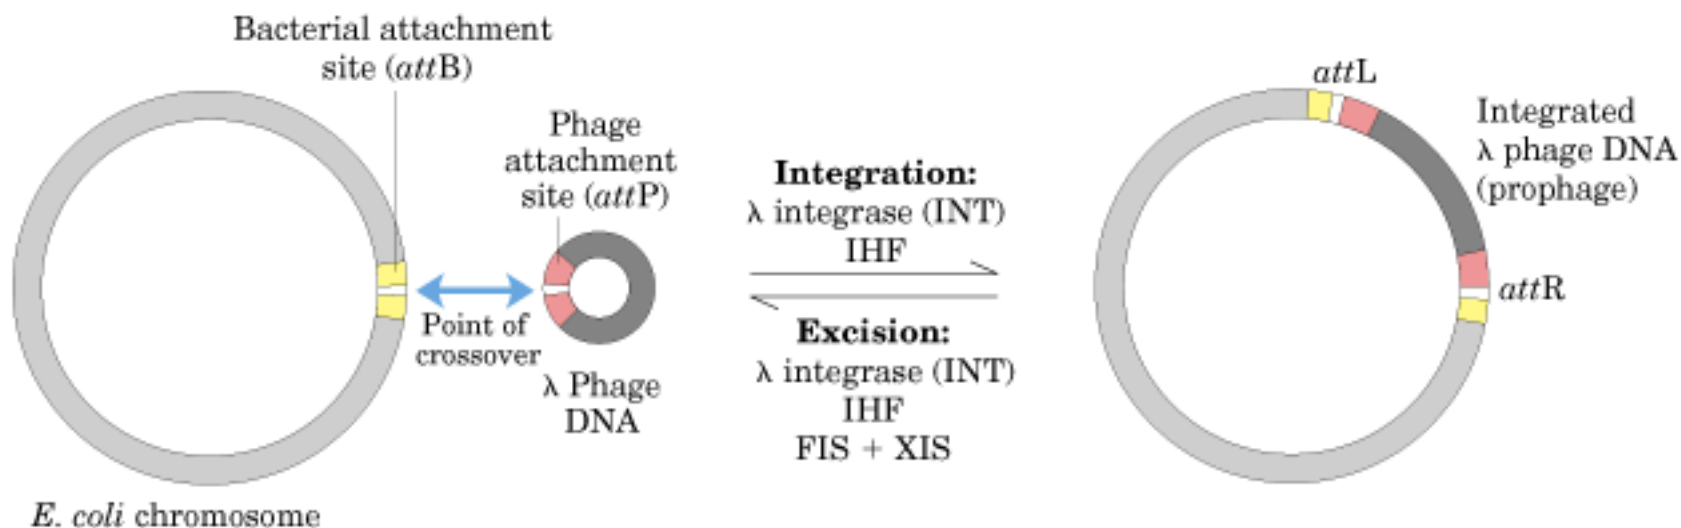 Bacterial attachment
site (attB)
Phage
attachment
site (attP)
Point of
crossover
λ Phage
DNA
E. coli chromosome
Integration:
λ integrase (INT)
IHF
Excision:
λ integrase (INT)
IHF
FIS + XIS
attL
Integrated
λ phage DNA
(prophage)
attR